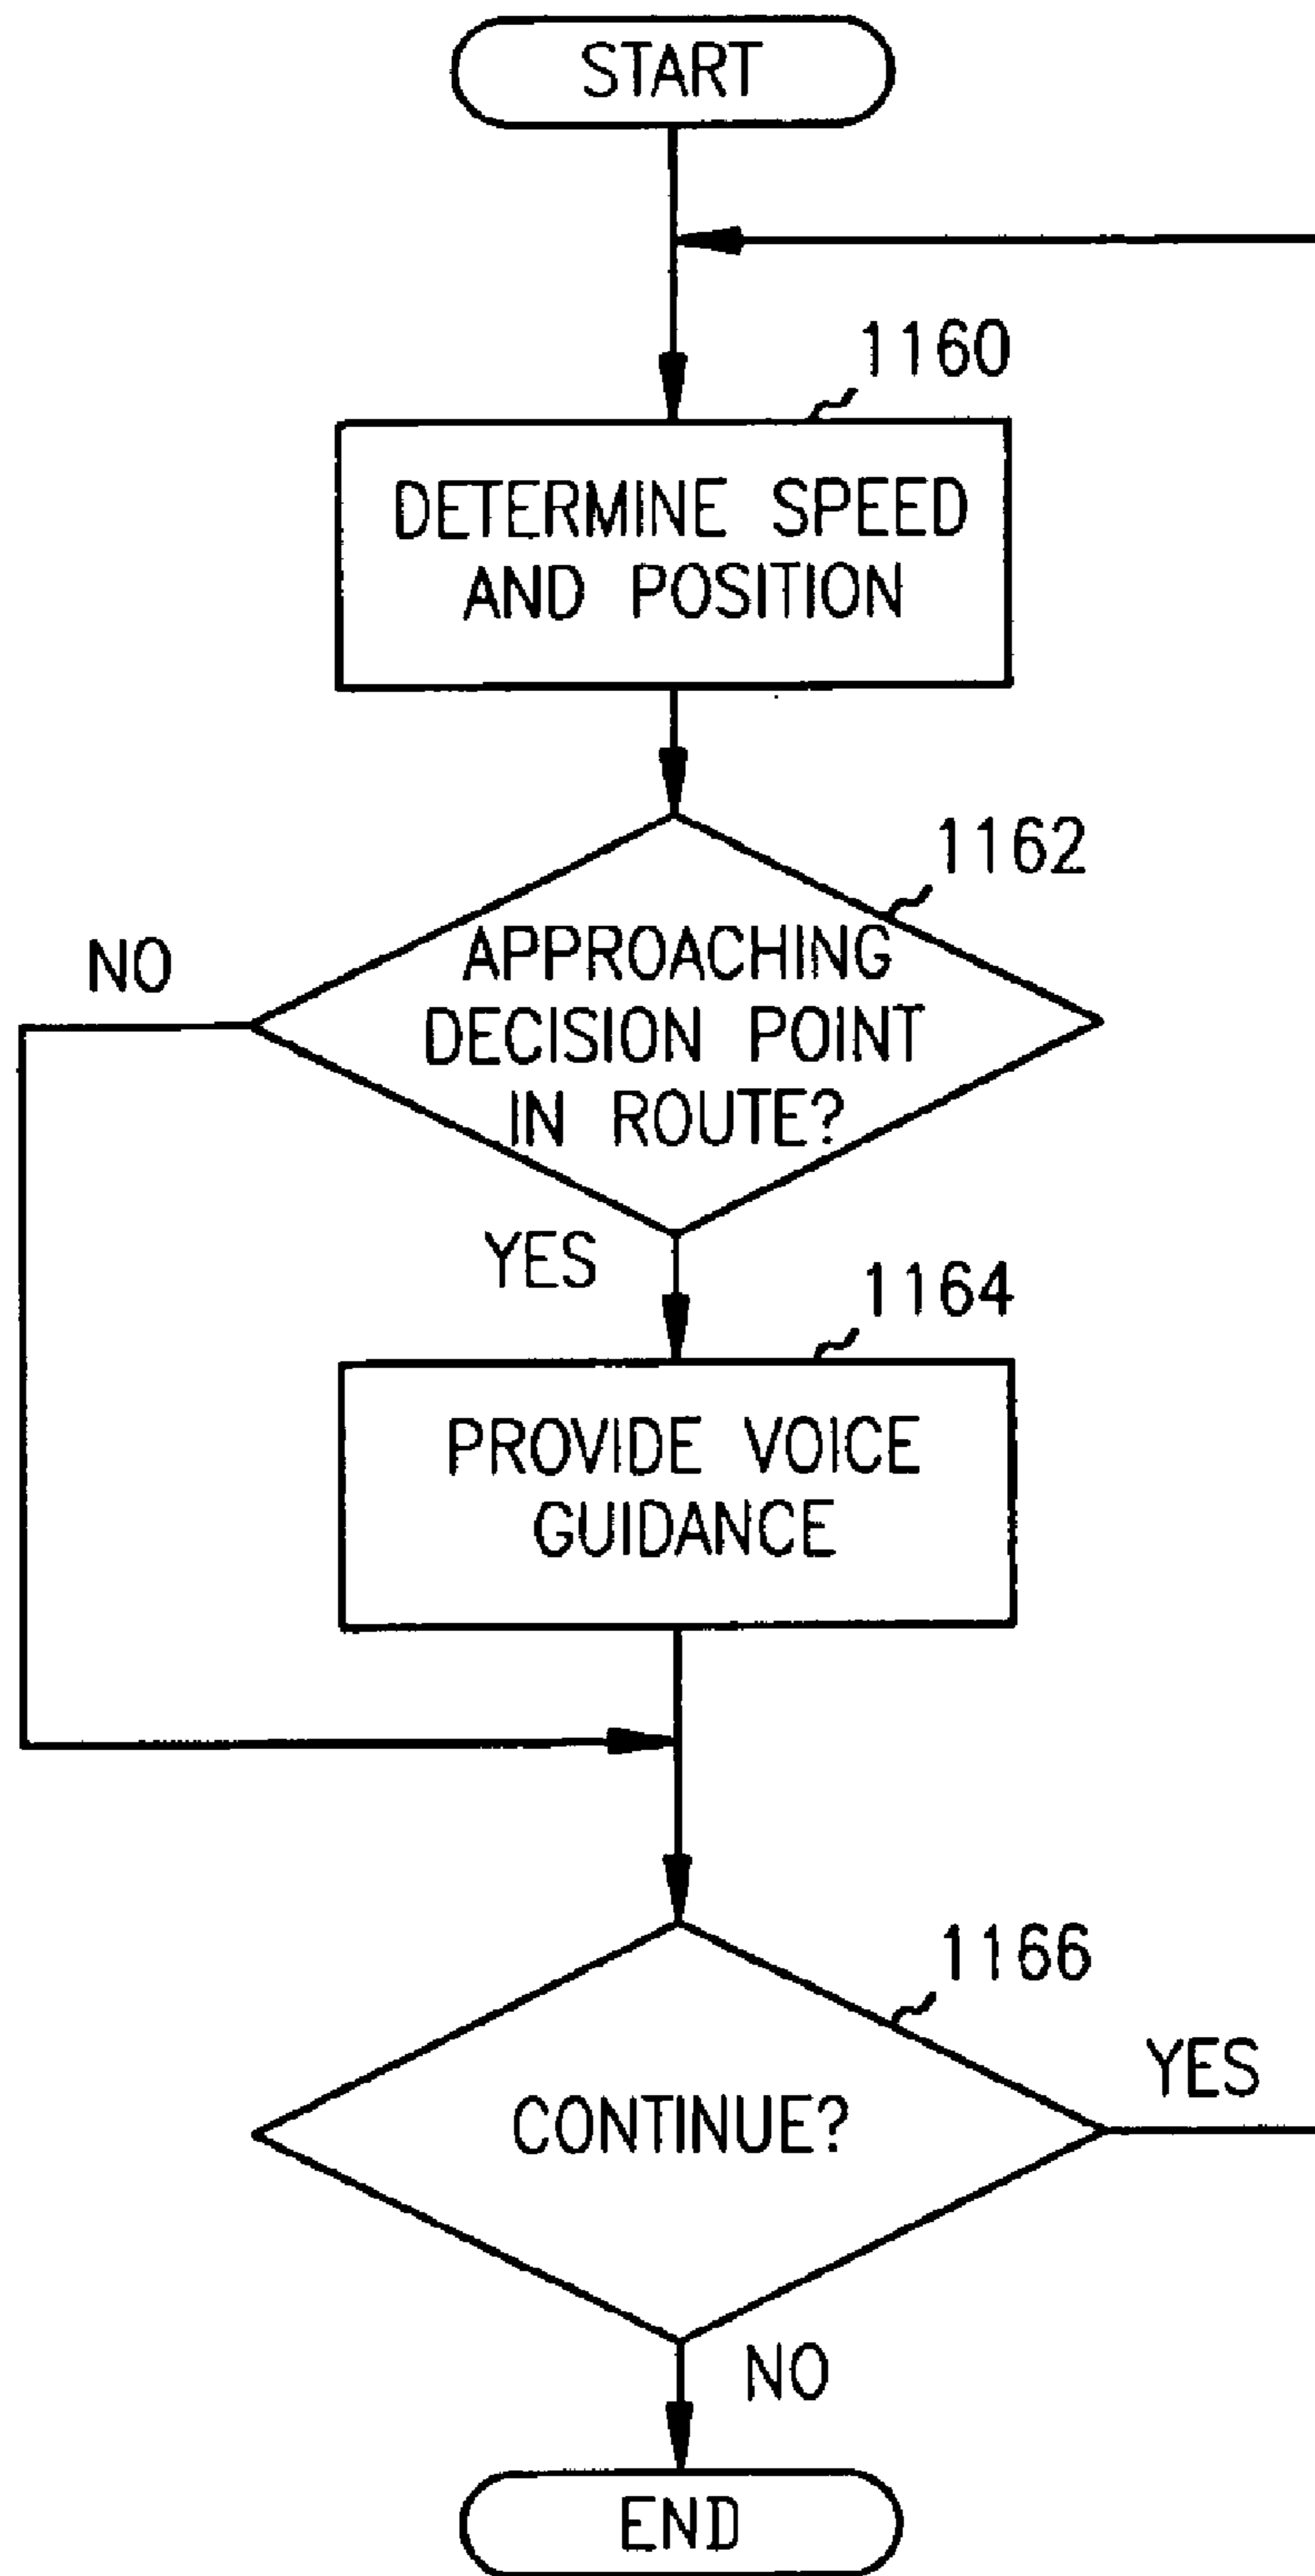 START
1160
DETERMINE SPEED
AND POSITION
1162
NO
APPROACHING
DECISION POINT
IN ROUTE?
YES
1164
PROVIDE VOICE
GUIDANCE
1166
YES
CONTINUE?
NO
END